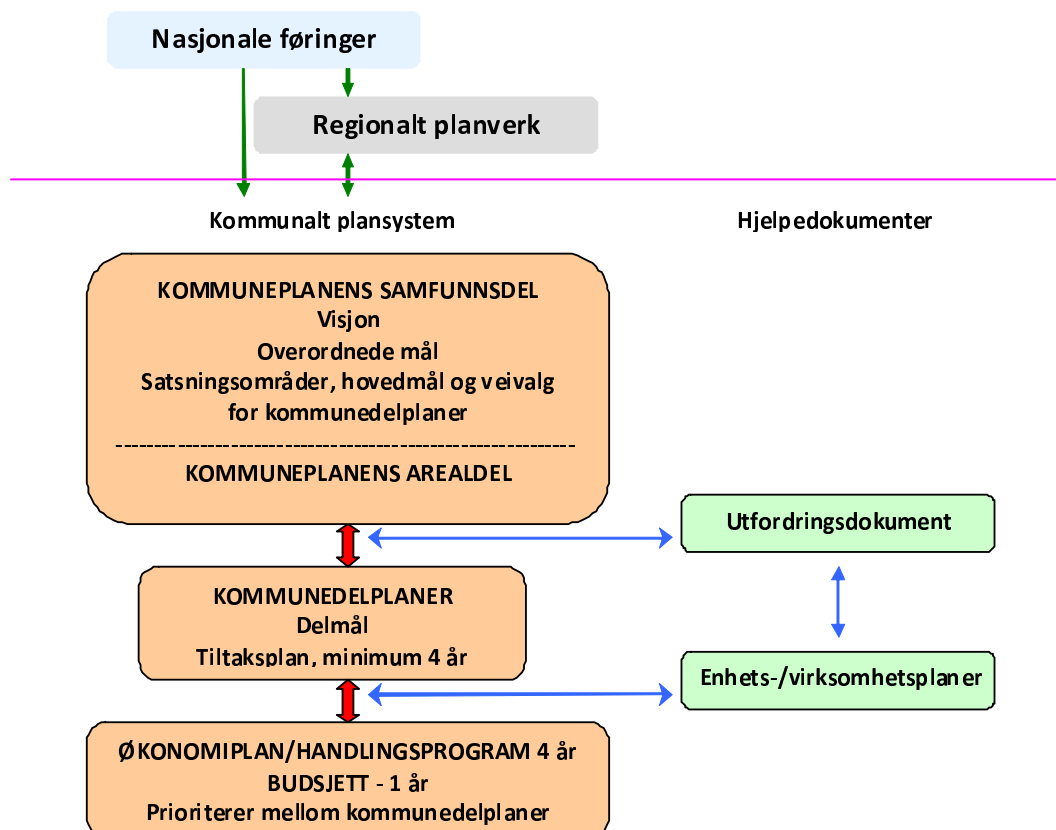 Nasjonale føringer
Regionalt planverk
Kommunalt plansystem
Hjelpedokumenter
KOMMUNEPLANENS SAMFUNNSDEL
Visjon
Overordnede mål
Satsningsområder, hovedmål og veivalg
for kommunedelplaner
KOMMUNEPLANENS AREALDEL
Utfordringsdokument
KOMMUNEDELPLANER
Delmål
Tiltaksplan, minimum 4 år
Enhets-/virksomhetsplaner
ØKONOMIPLAN/HANDLINGSPROGRAM 4 år
BUDSJETT - 1 år
Prioriterer mellom kommunedelplaner